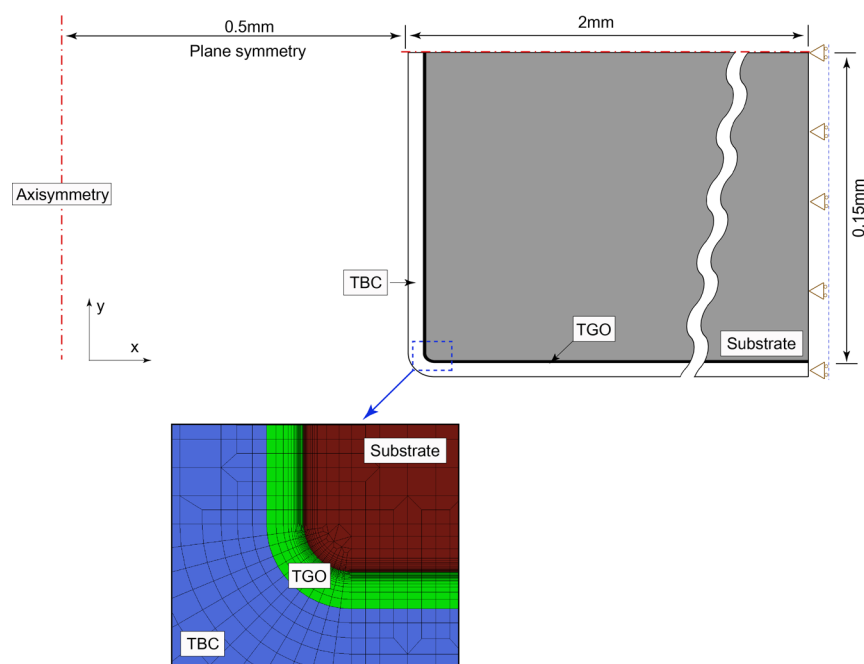 0.5mm
2mm
Plane symmetry
Axisymmetry
0.15mm
TBC
y
x
TGO
Substrate
Substrate
TGO
TBC